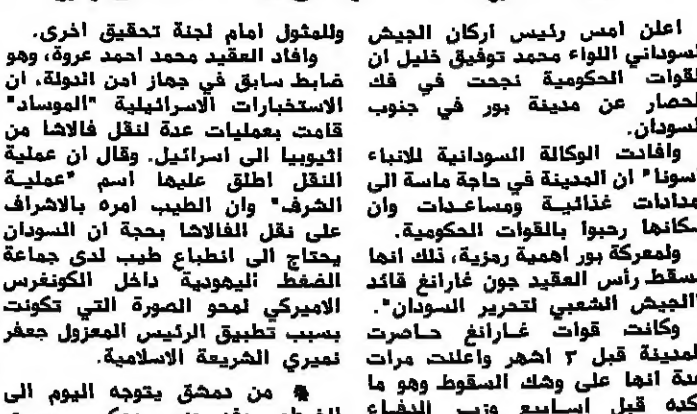 اعلن امس رئيس اركان الجيش
السوداني اللواء محمد توفيق خليل ان
القوات الحكومية نجحت في فك
الحصار عن مدينة بور في جنوب
السودان.
وافادت الوكالة السودانية للانباء
"سونا" ان المدينة في حاجة ماسة الى
امدادات غذائية ومساعدات وان
سكانها رحبوا بالقوات الحكومية.
ولمعركة بور اهمية رمزية، ذلك انها
مسقط رأس العقيد جون غارانغ قائد
"الجيش الشعبي لتحرير السودان".
وكانت قوات غارانغ حاصرت
المدينة قبل ٣ اشهر واعلنت مرات
عدة انها على وشك السقوط وهو ما
اكده قبل اسابيع وزير الدفاع
وللمثول امام لجنة تحقيق اخرى.
وافاد العقيد محمد احمد عروة، وهو
ضابط سابق في جهاز امن الدولة، ان
الاستخبارات الاسرائيلية "الموساد"
قامت بعمليات عدة لنقل فالاشا من
اثيوبيا الى اسرائيل. وقال ان عملية
النقل اطلق عليها اسم "عملية
الشرف" وان الطيب امره بالاشراف
على نقل الفالاشا بحجة ان السودان
يحتاج الى انطباع طيب لدى جماعة
الضغط اليهودية داخل الكونغرس
الاميركي لمحو الصورة التي تكونت
بسبب تطبيق الرئيس المعزول جعفر
نميري الشريعة الاسلامية.
من دمشق يتوجه اليوم الى